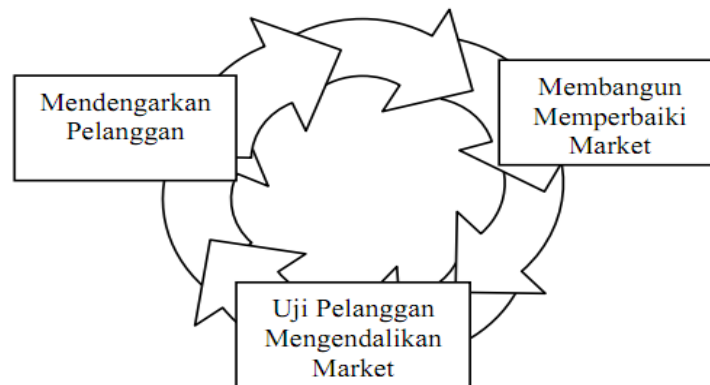 Mendengarkan
Pelanggan
Membangun
Memperbaiki
Market
Uji Pelanggan
Mengendalikan
Market